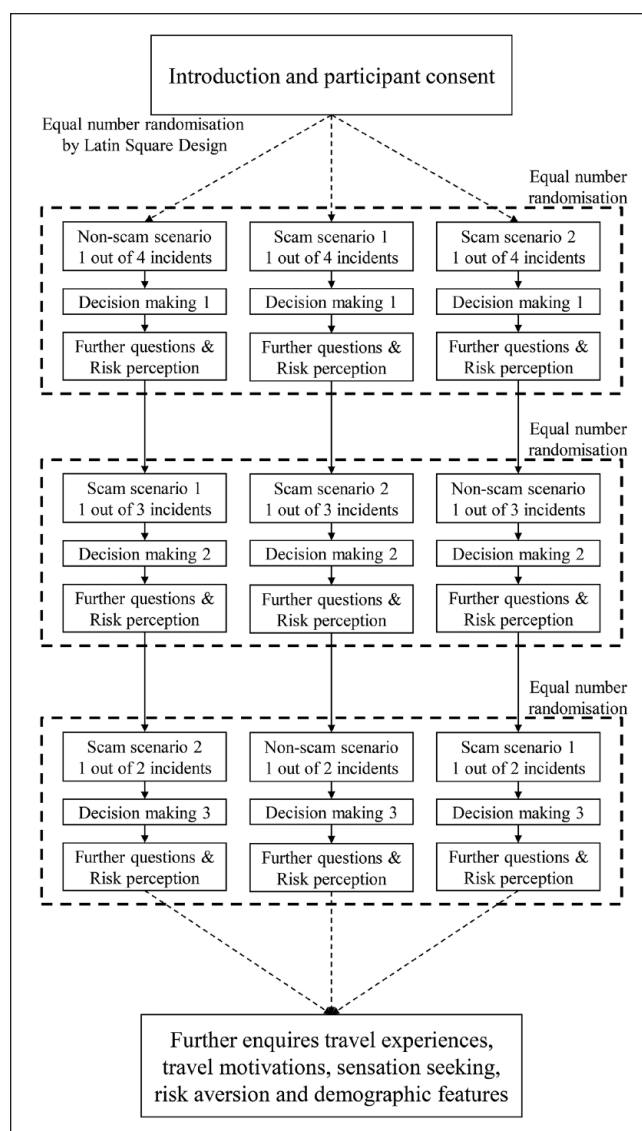 Introduction and participant consent
Equal number randomisation
by Latin Square Design
Equal number
randomisation
Non-scam scenario
1 out of 4 incidents
Decision making 1
Further questions &
Risk perception
Scam scenario 1
1 out of 4 incidents
Decision making 1
Further questions &
Risk perception
Scam scenario 2
1 out of 4 incidents
Decision making 1
Further questions &
Risk perception
Equal number
randomisation
Scam scenario 1
1 out of 3 incidents
Decision making 2
Further questions &
Risk perception
Scam scenario 2
1 out of 3 incidents
Decision making 2
Further questions &
Risk perception
Non-scam scenario
1 out of 3 incidents
Decision making 2
Further questions &
Risk perception
Equal number
randomisation
Scam scenario 2
1 out of 2 incidents
Decision making 3
Further questions &
Risk perception
Non-scam scenario
1 out of 2 incidents
Decision making 3
Further questions &
Risk perception
Scam scenario 1
1 out of 2 incidents
Decision making 3
Further questions &
Risk perception
Further enquires travel experiences,
travel motivations, sensation seeking,
risk aversion and demographic features